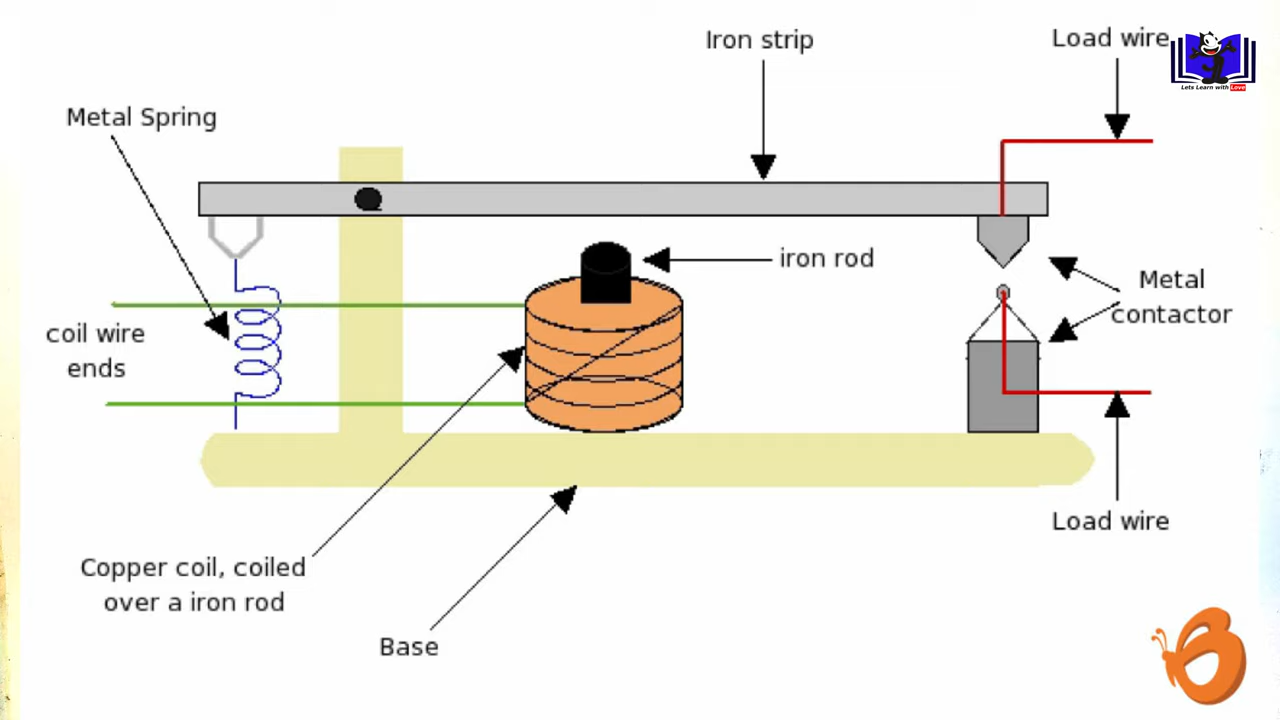 Iron strip
Load wire
Lets Learn with Love
Metal Spring
iron rod
Metal
contactor
coil wire
ends
Load wire
Copper coil, coiled
over a iron rod
Base